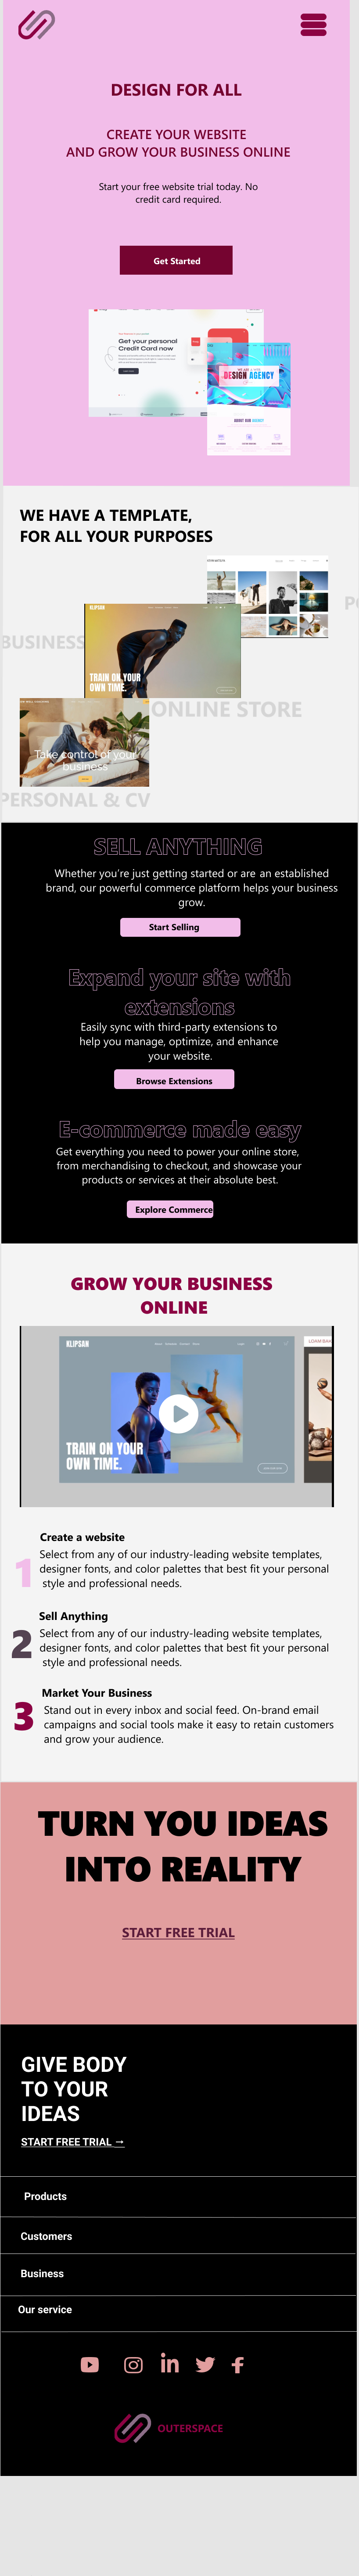 DESIGN FOR ALL
CREATE YOUR WEBSITE
AND GROW YOUR BUSINESS ONLINE
Start your free website trial today. No
credit card required.
Get Started
Get your personal
Credit Card now
DESIGN AGENCY
ABOUT OUR AGENCY
WE HAVE A TEMPLATE,
FOR ALL YOUR PURPOSES
PO
KLIPSAN
BUSINESS
TRAIN ON YOUR
OWN TIME.
ONLINE STORE
Take control of your
business
PERSONAL & CV
SELL ANYTHING
Whether you're just getting started or are an established
brand, our powerful commerce platform helps your business
grow.
Start Selling
Expand your site with
extensions
Easily sync with third-party extensions to
help you manage, optimize, and enhance
your website.
Browse Extensions
E-commerce made easy
Get everything you need to power your online store,
from merchandising to checkout, and showcase your
products or services at their absolute best.
Explore Commerce
GROW YOUR BUSINESS
ONLINE
KLIPSAN
LOAM BA
TRAIN ON YOUR
OWN TIME.
Create a website
1
Select from any of our industry-leading website templates,
designer fonts, and color palettes that best fit your personal
style and professional needs.
Sell Anything
2
Select from any of our industry-leading website templates,
designer fonts, and color palettes that best fit your personal
style and professional needs.
Market Your Business
3
Stand out in every inbox and social feed. On-brand email
campaigns and social tools make it easy to retain customers
and grow your audience.
TURN YOU IDEAS
INTO REALITY
START FREE TRIAL
GIVE BODY
TO YOUR
IDEAS
START FREE TRIAL →
Products
Customers
Business
Our service
OUTERSPACE